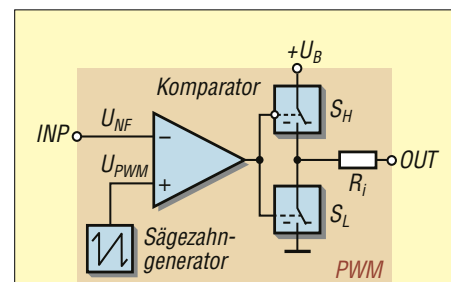 +U_B
Komparator
S_H
INP
U_NF
−
U_PWM
+
OUT
R_i
S_L
Sägezahn-
generator
PWM